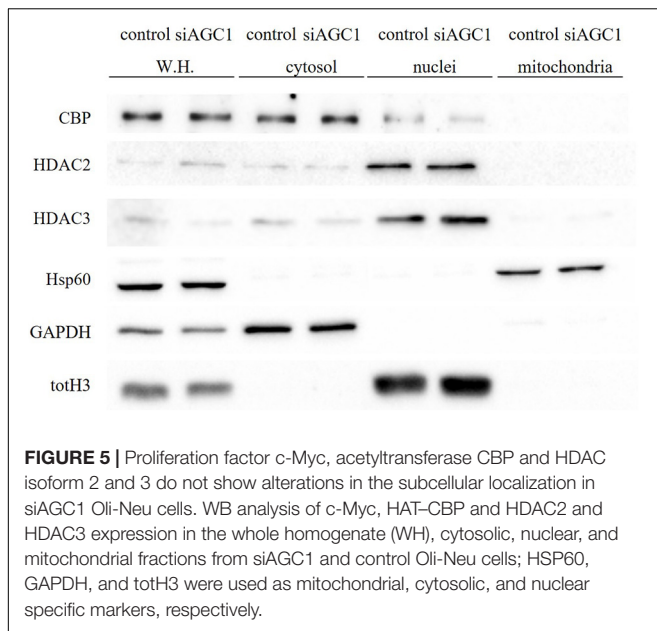 control siAGC1 control siAGC1 control siAGC1 control siAGC1
W.H. cytosol nuclei mitochondria
CBP
HDAC2
HDAC3
Hsp60
GAPDH
totH3
FIGURE 5 | Proliferation factor c-Myc, acetyltransferase CBP and HDAC
isoform 2 and 3 do not show alterations in the subcellular localization in
siAGC1 Oli-Neu cells. WB analysis of c-Myc, HAT–CBP and HDAC2 and
HDAC3 expression in the whole homogenate (WH), cytosolic, nuclear, and
mitochondrial fractions from siAGC1 and control Oli-Neu cells; HSP60,
GAPDH, and totH3 were used as mitochondrial, cytosolic, and nuclear
specific markers, respectively.